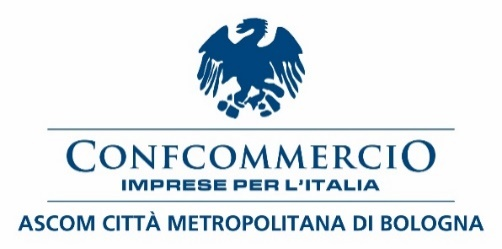 CONFCOMMERCIO
IMPRESE PER L'ITALIA
ASCOM CITTÀ METROPOLITANA DI BOLOGNA